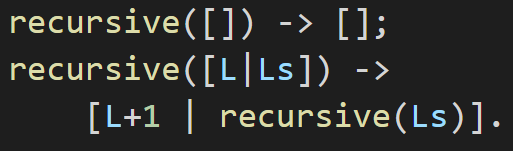 recursive([]) -> [];
recursive([L|Ls]) ->
    [L+1 | recursive(Ls)].